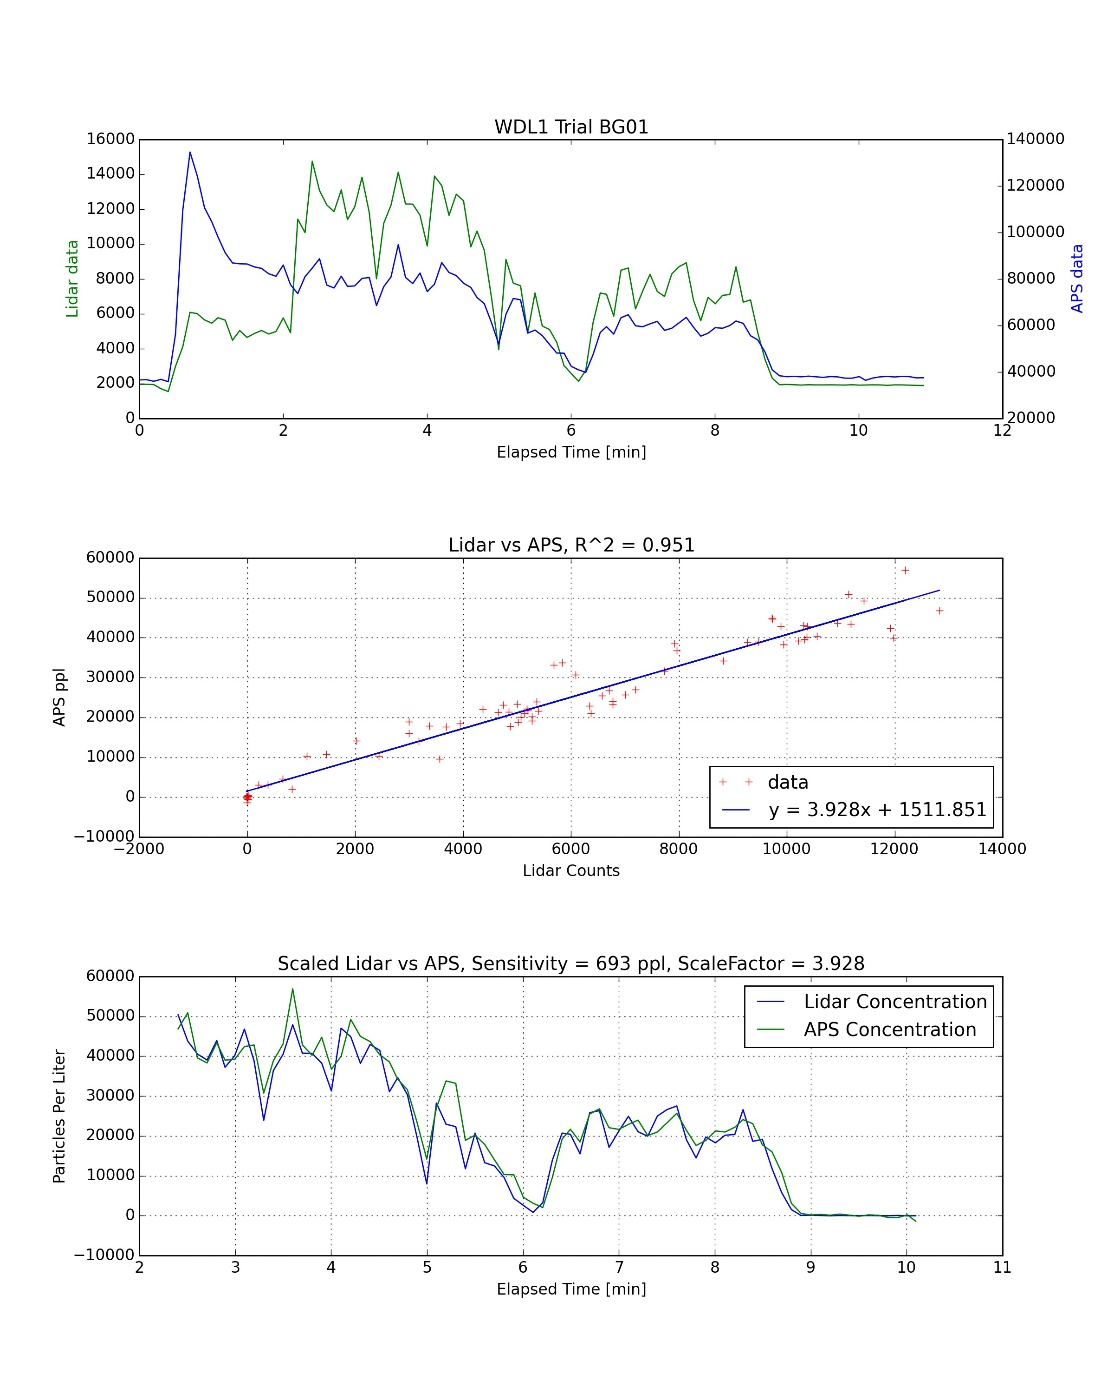 WDL1 Trial BG01
16000 140000
14000 120000
12000
10000 100000
8000 80000
6000 60000
4000
2000 40000
0 20000
0 2 4 6 8 10 12
Lidar data
APS data
Elapsed Time [min]
Lidar vs APS, R^2 = 0.951
60000
50000
40000
30000
20000
10000
0
−10000
−2000 0 2000 4000 6000 8000 10000 12000 14000
APS ppl
data
y = 3.928x + 1511.851
Lidar Counts
Scaled Lidar vs APS, Sensitivity = 693 ppl, ScaleFactor = 3.928
60000
50000
40000
30000
20000
10000
0
−10000
2 3 4 5 6 7 8 9 10 11
Particles Per Liter
Lidar Concentration
APS Concentration
Elapsed Time [min]